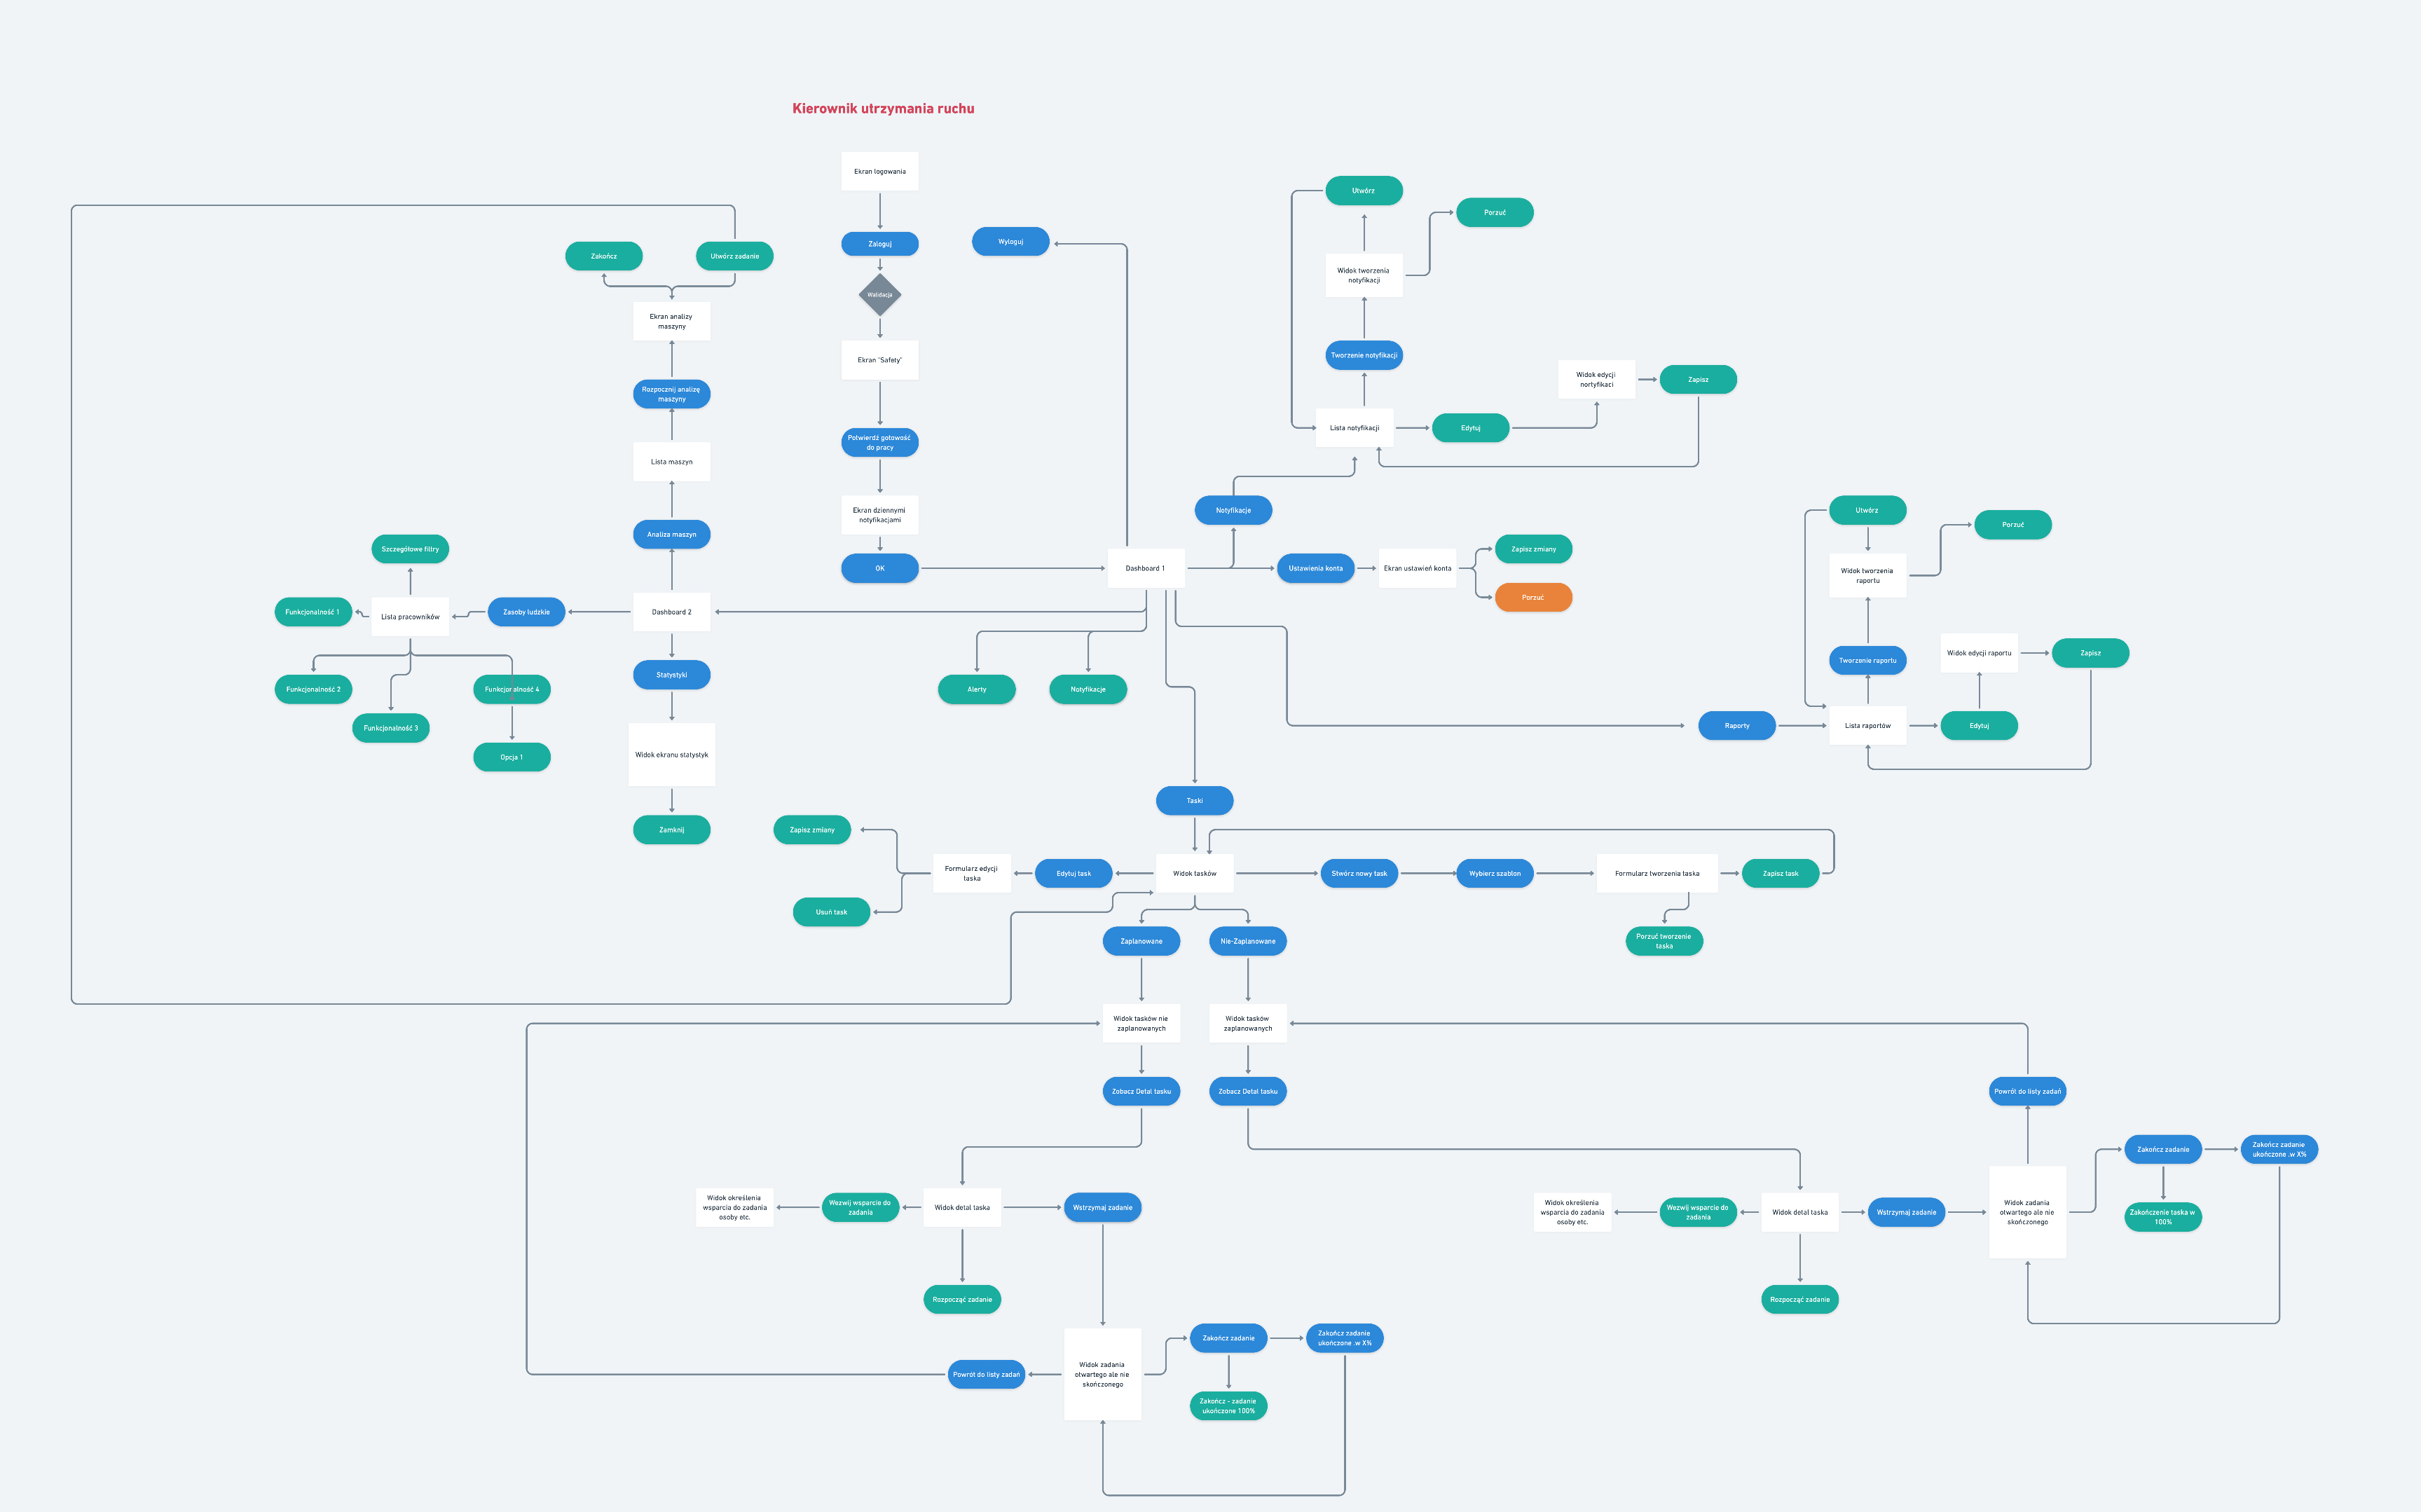 Kierownik utrzymania ruchu
Ekran logowania
Zaloguj
Walidacja
Ekran "Safety"
Potwierdź gotowość
do pracy
Ekran dziennymi
notyfikacjami
OK
Wyloguj
Zakończ
Utwórz zadanie
Ekran analizy
maszyny
Rozpocznij analizę
maszyny
Lista maszyn
Analiza maszyn
Dashboard 2
Zasoby ludzkie
Lista pracowników
Szczegółowe filtry
Funkcjonalność 1
Funkcjonalność 2
Funkcjonalność 3
Funkcjonalność 4
Opcja 1
Statystyki
Widok ekranu statystyk
Zamknij
Dashboard 1
Alerty
Notyfikacje
Notyfikacje
Utwórz
Porzuć
Widok tworzenia
notyfikacji
Tworzenie notyfikacji
Lista notyfikacji
Edytuj
Widok edycji
nortyfikaci
Zapisz
Ustawienia konta
Ekran ustawień konta
Zapisz zmiany
Porzuć
Utwórz
Porzuć
Widok tworzenia
raportu
Tworzenie raportu
Widok edycji raportu
Zapisz
Raporty
Lista raportów
Edytuj
Taski
Zapisz zmiany
Usuń task
Formularz edycji
taska
Edytuj task
Widok tasków
Stwórz nowy task
Wybierz szablon
Formularz tworzenia taska
Zapisz task
Porzuć tworzenie
taska
Zaplanowane
Nie-Zaplanowane
Widok tasków nie
zaplanowanych
Widok tasków
zaplanowanych
Zobacz Detal tasku
Zobacz Detal tasku
Widok określenia
wsparcia do zadania
osoby etc.
Wezwij wsparcie do
zadania
Widok detal taska
Wstrzymaj zadanie
Rozpocząć zadanie
Powrót do listy zadań
Widok zadania
otwartego ale nie
skończonego
Zakończ zadanie
Zakończ zadanie
ukończone .w X%
Zakończ - zadanie
ukończone 100%
Widok określenia
wsparcia do zadania
osoby etc.
Wezwij wsparcie do
zadania
Widok detal taska
Wstrzymaj zadanie
Rozpocząć zadanie
Powrót do listy zadań
Widok zadania
otwartego ale nie
skończonego
Zakończ zadanie
Zakończ zadanie
ukończone .w X%
Zakończenie taska w
100%